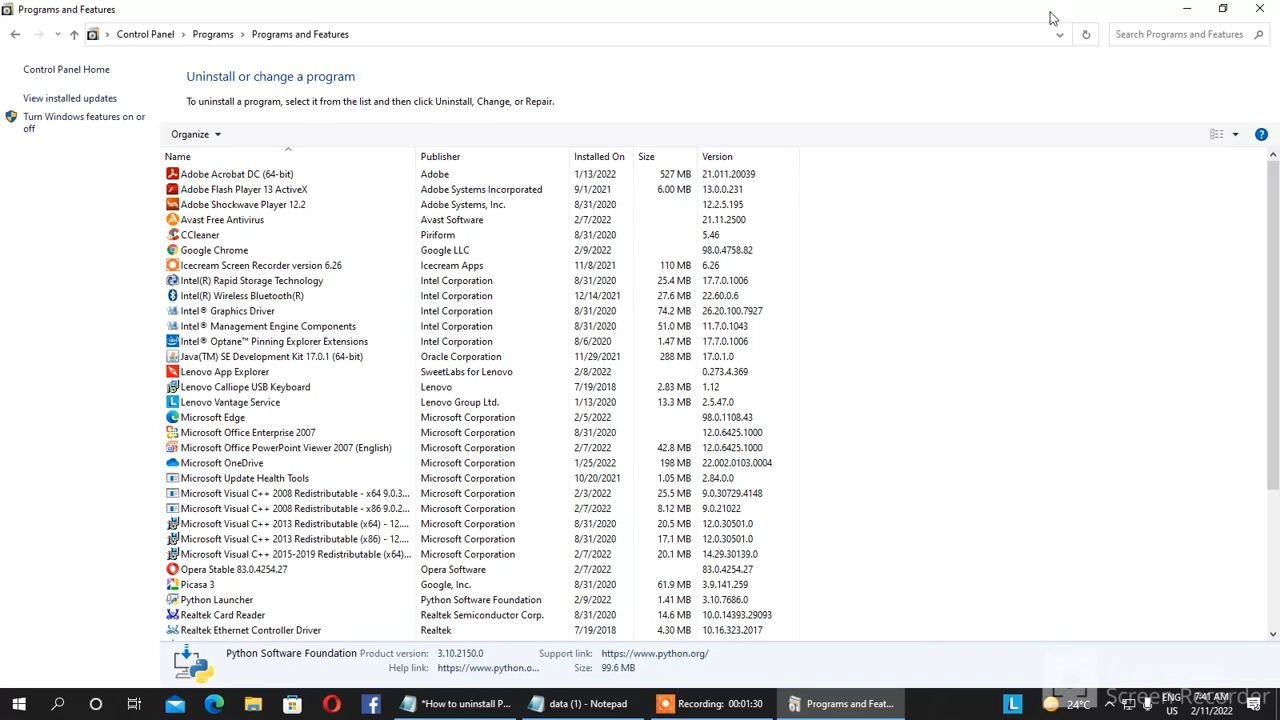 Programs and Features
Control Panel > Programs > Programs and Features
Search Programs and Features
Control Panel Home
View installed updates
Turn Windows features on or off
Uninstall or change a program
To uninstall a program, select it from the list and then click Uninstall, Change, or Repair.
Organize
Name Publisher Installed On Size Version
Adobe Acrobat DC (64-bit) Adobe 1/13/2022 527 MB 21.011.20039
Adobe Flash Player 13 ActiveX Adobe Systems Incorporated 9/1/2021 6.00 MB 13.0.0.231
Adobe Shockwave Player 12.2 Adobe Systems, Inc. 8/31/2020 12.2.5.195
Avast Free Antivirus Avast Software 2/7/2022 21.11.2500
CCleaner Piriform 8/31/2020 5.46
Google Chrome Google LLC 2/9/2022 98.0.4758.82
Icecream Screen Recorder version 6.26 Icecream Apps 11/8/2021 110 MB 6.26
Intel(R) Rapid Storage Technology Intel Corporation 8/31/2020 25.4 MB 17.7.0.1006
Intel(R) Wireless Bluetooth(R) Intel Corporation 12/14/2021 27.6 MB 22.60.0.6
Intel® Graphics Driver Intel Corporation 8/31/2020 74.2 MB 26.20.100.7927
Intel® Management Engine Components Intel Corporation 8/31/2020 51.0 MB 11.7.0.1043
Intel® Optane™ Pinning Explorer Extensions Intel Corporation 8/6/2020 1.47 MB 17.7.0.1006
Java(TM) SE Development Kit 17.0.1 (64-bit) Oracle Corporation 11/29/2021 288 MB 17.0.1.0
Lenovo App Explorer SweetLabs for Lenovo 2/8/2022 0.273.4.369
Lenovo Calliope USB Keyboard Lenovo 7/19/2018 2.83 MB 1.12
Lenovo Vantage Service Lenovo Group Ltd. 1/13/2020 13.3 MB 2.5.47.0
Microsoft Edge Microsoft Corporation 2/5/2022 98.0.1108.43
Microsoft Office Enterprise 2007 Microsoft Corporation 8/31/2020 12.0.6425.1000
Microsoft Office PowerPoint Viewer 2007 (English) Microsoft Corporation 2/7/2022 42.8 MB 12.0.6425.1000
Microsoft OneDrive Microsoft Corporation 1/25/2022 198 MB 22.002.0103.0004
Microsoft Update Health Tools Microsoft Corporation 10/20/2021 1.05 MB 2.84.0.0
Microsoft Visual C++ 2008 Redistributable - x64 9.0.3... Microsoft Corporation 2/3/2022 25.5 MB 9.0.30729.4148
Microsoft Visual C++ 2008 Redistributable - x86 9.0.2... Microsoft Corporation 2/7/2022 8.12 MB 9.0.21022
Microsoft Visual C++ 2013 Redistributable (x64) - 12.... Microsoft Corporation 8/31/2020 20.5 MB 12.0.30501.0
Microsoft Visual C++ 2013 Redistributable (x86) - 12.... Microsoft Corporation 8/31/2020 17.1 MB 12.0.30501.0
Microsoft Visual C++ 2015-2019 Redistributable (x64)... Microsoft Corporation 2/7/2022 20.1 MB 14.29.30139.0
Opera Stable 83.0.4254.27 Opera Software 2/7/2022 83.0.4254.27
Picasa 3 Google, Inc. 8/31/2020 61.9 MB 3.9.141.259
Python Launcher Python Software Foundation 2/9/2022 1.41 MB 3.10.7686.0
Realtek Card Reader Realtek Semiconductor Corp. 8/31/2020 14.6 MB 10.0.14393.29093
Realtek Ethernet Controller Driver Realtek 7/19/2018 4.30 MB 10.16.323.2017
Python Software Foundation Product version: 3.10.2150.0 Support link: https://www.python.org/
Help link: https://www.python.o... Size: 99.6 MB
*How to uninstall P... data (1) - Notepad Recording: 00:01:30 Programs and Feat... 24°C ENG US 7:41 AM 2/11/2022
Screen Recorder